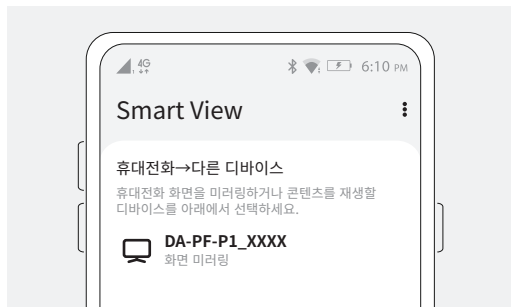 4G 6:10 PM
Smart View
휴대전화→다른 디바이스
휴대전화 화면을 미러링하거나 콘텐츠를 재생할
디바이스를 아래에서 선택하세요.
DA-PF-P1_XXXX
화면 미러링